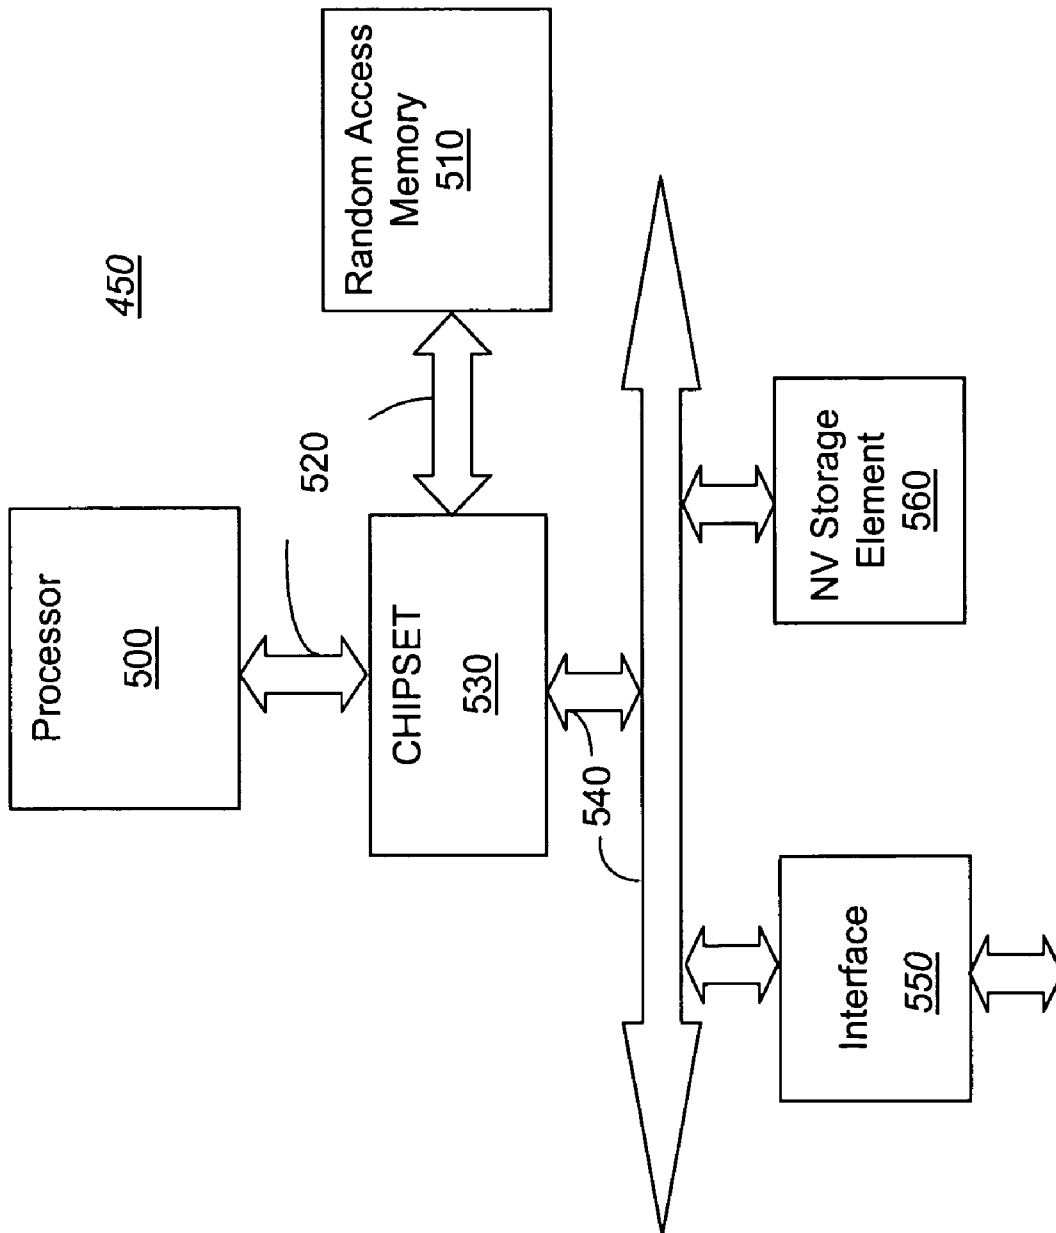 450
Processor
500
520
Random Access
Memory
510
CHIPSET
530
540
Interface
550
NV Storage
Element
560